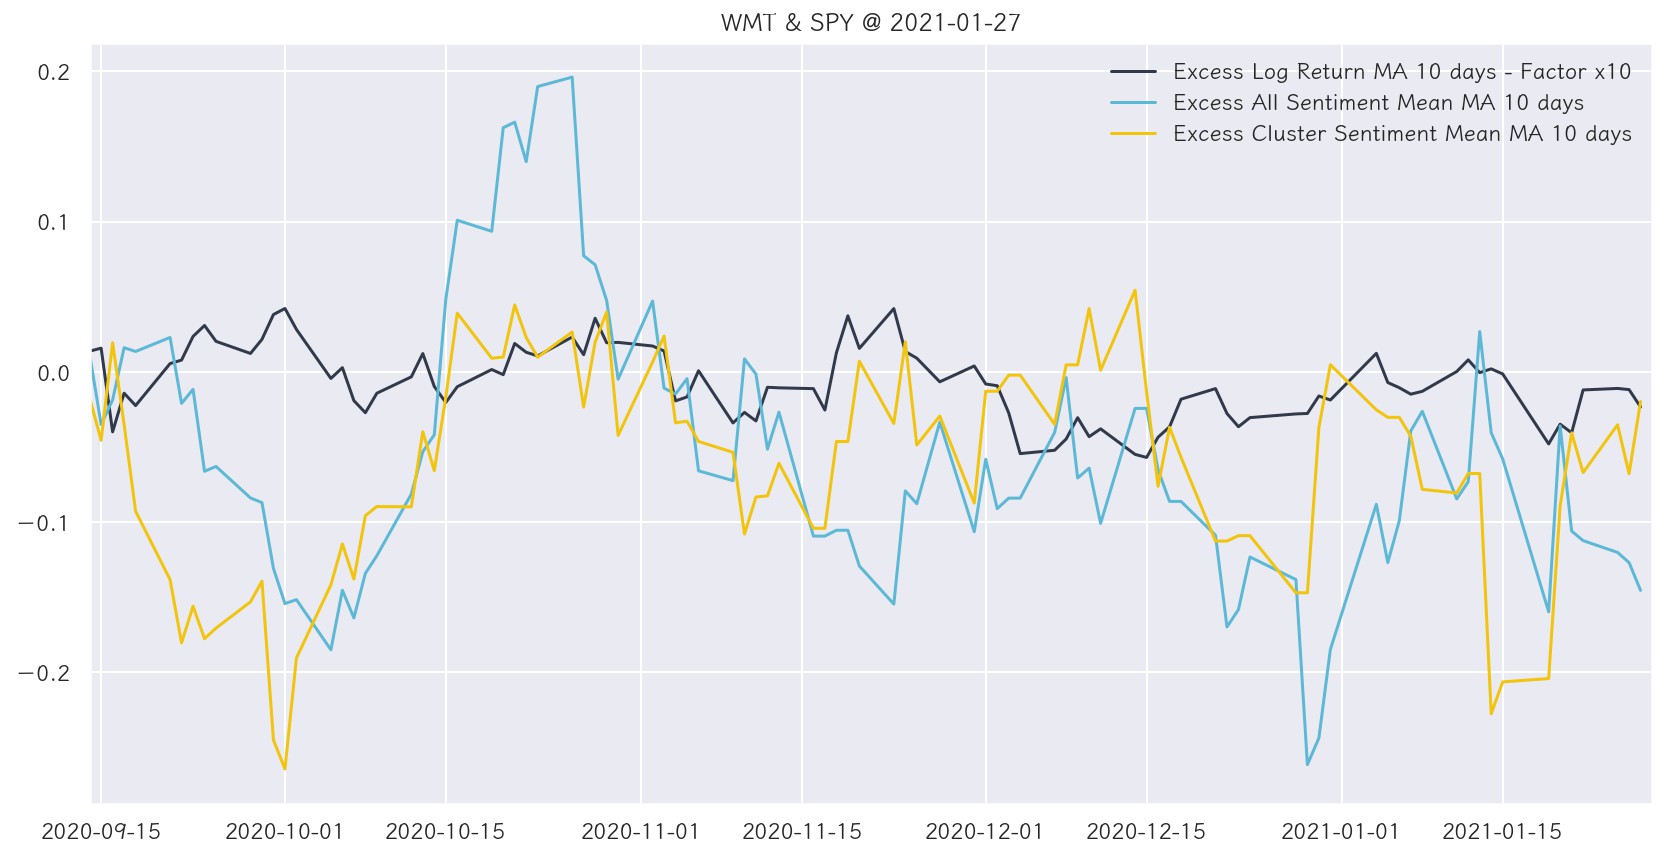 WMT & SPY @ 2021-01-27
Excess Log Return MA 10 days - Factor x10
Excess All Sentiment Mean MA 10 days
Excess Cluster Sentiment Mean MA 10 days
0.2
0.1
0.0
−0.1
−0.2
2020-09-15 2020-10-01 2020-10-15 2020-11-01 2020-11-15 2020-12-01 2020-12-15 2021-01-01 2021-01-15